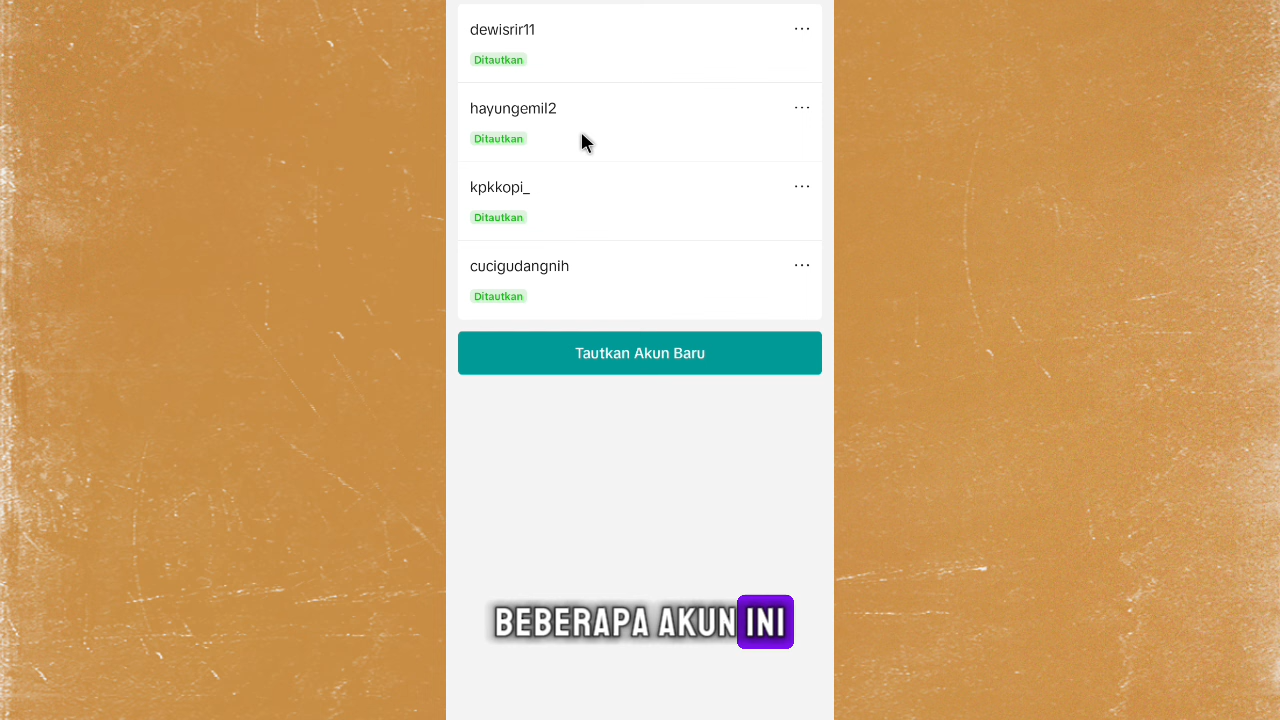 dewisrir11
Ditautkan
hayungemil2
Ditautkan
kpkkopi_
Ditautkan
cucigudangnih
Ditautkan
Tautkan Akun Baru
BEBERAPA AKUN INI